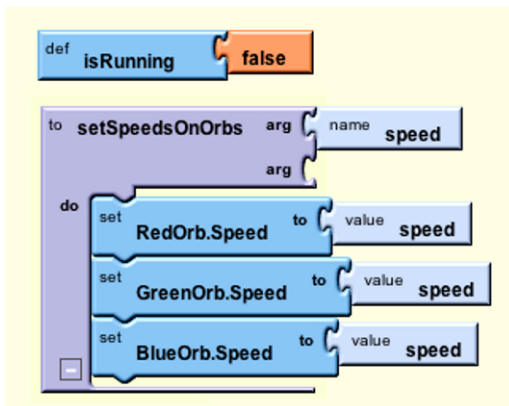 def isRunning false
to setSpeedsOnOrbs arg name speed
arg
do
set RedOrb.Speed to value speed
set GreenOrb.Speed to value speed
set BlueOrb.Speed to value speed